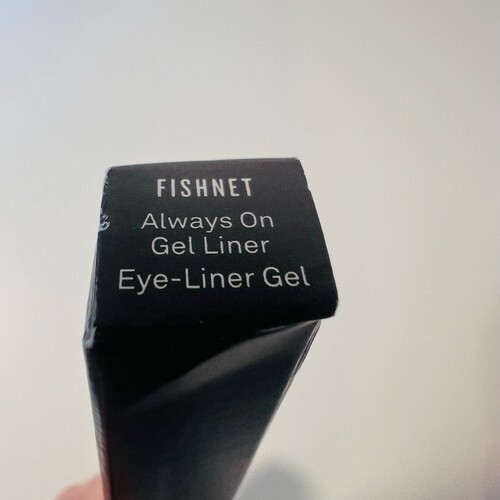 FISHNET
Always On
Gel Liner
Eye-Liner Gel